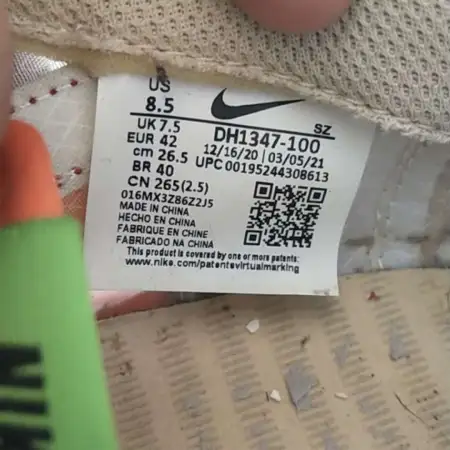 US
8.5
UK 7.5
EUR 42
cm 26.5
BR 40
CN 265(2.5)
DH1347-100
SZ
12/16/20 | 03/05/21
UPC 00195244308613
016MX3Z86Z2J5
MADE IN CHINA
HECHO EN CHINA
FABRIQUE EN CHINE
FABRICADO NA CHINA
This product is covered by one or more patents:
www.nike.com/patentsvirtualmarking